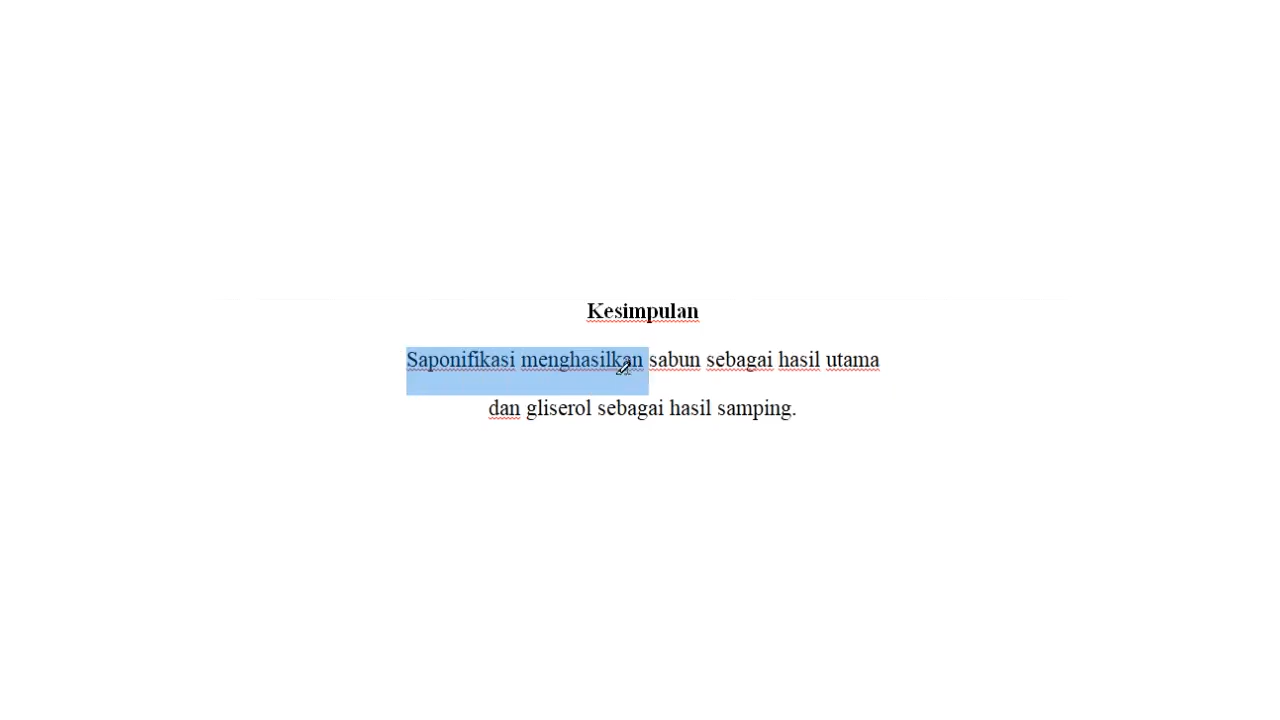 Kesimpulan
Saponifikasi menghasilkan sabun sebagai hasil utama
dan gliserol sebagai hasil samping.